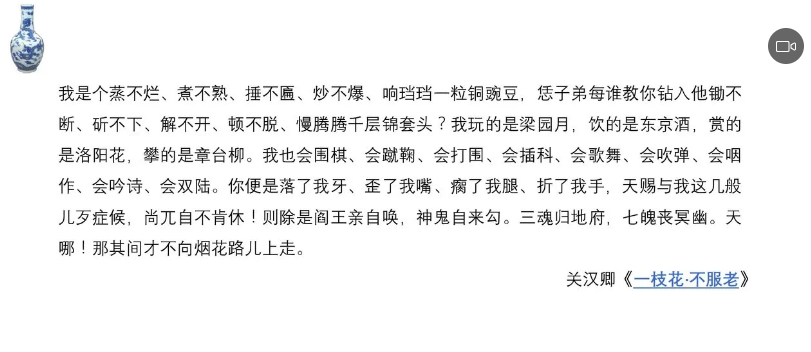 我是个蒸不烂、煮不熟、捶不匾、炒不爆、响珰珰一粒铜豌豆，恁子弟每谁教你钻入他锄不
断、斫不下、解不开、顿不脱、慢腾腾千层锦套头？我玩的是梁园月，饮的是东京酒，赏的
是洛阳花，攀的是章台柳。我也会围棋、会蹴鞠、会打围、会插科、会歌舞、会吹弹、会咽
作、会吟诗、会双陆。你便是落了我牙、歪了我嘴、瘸了我腿、折了我手，天赐与我这几般
儿歹症候，尚兀自不肯休！则除是阎王亲自唤，神鬼自来勾。三魂归地府，七魄丧冥幽。天
哪！那其间才不向烟花路儿上走。
关汉卿《一枝花·不服老》